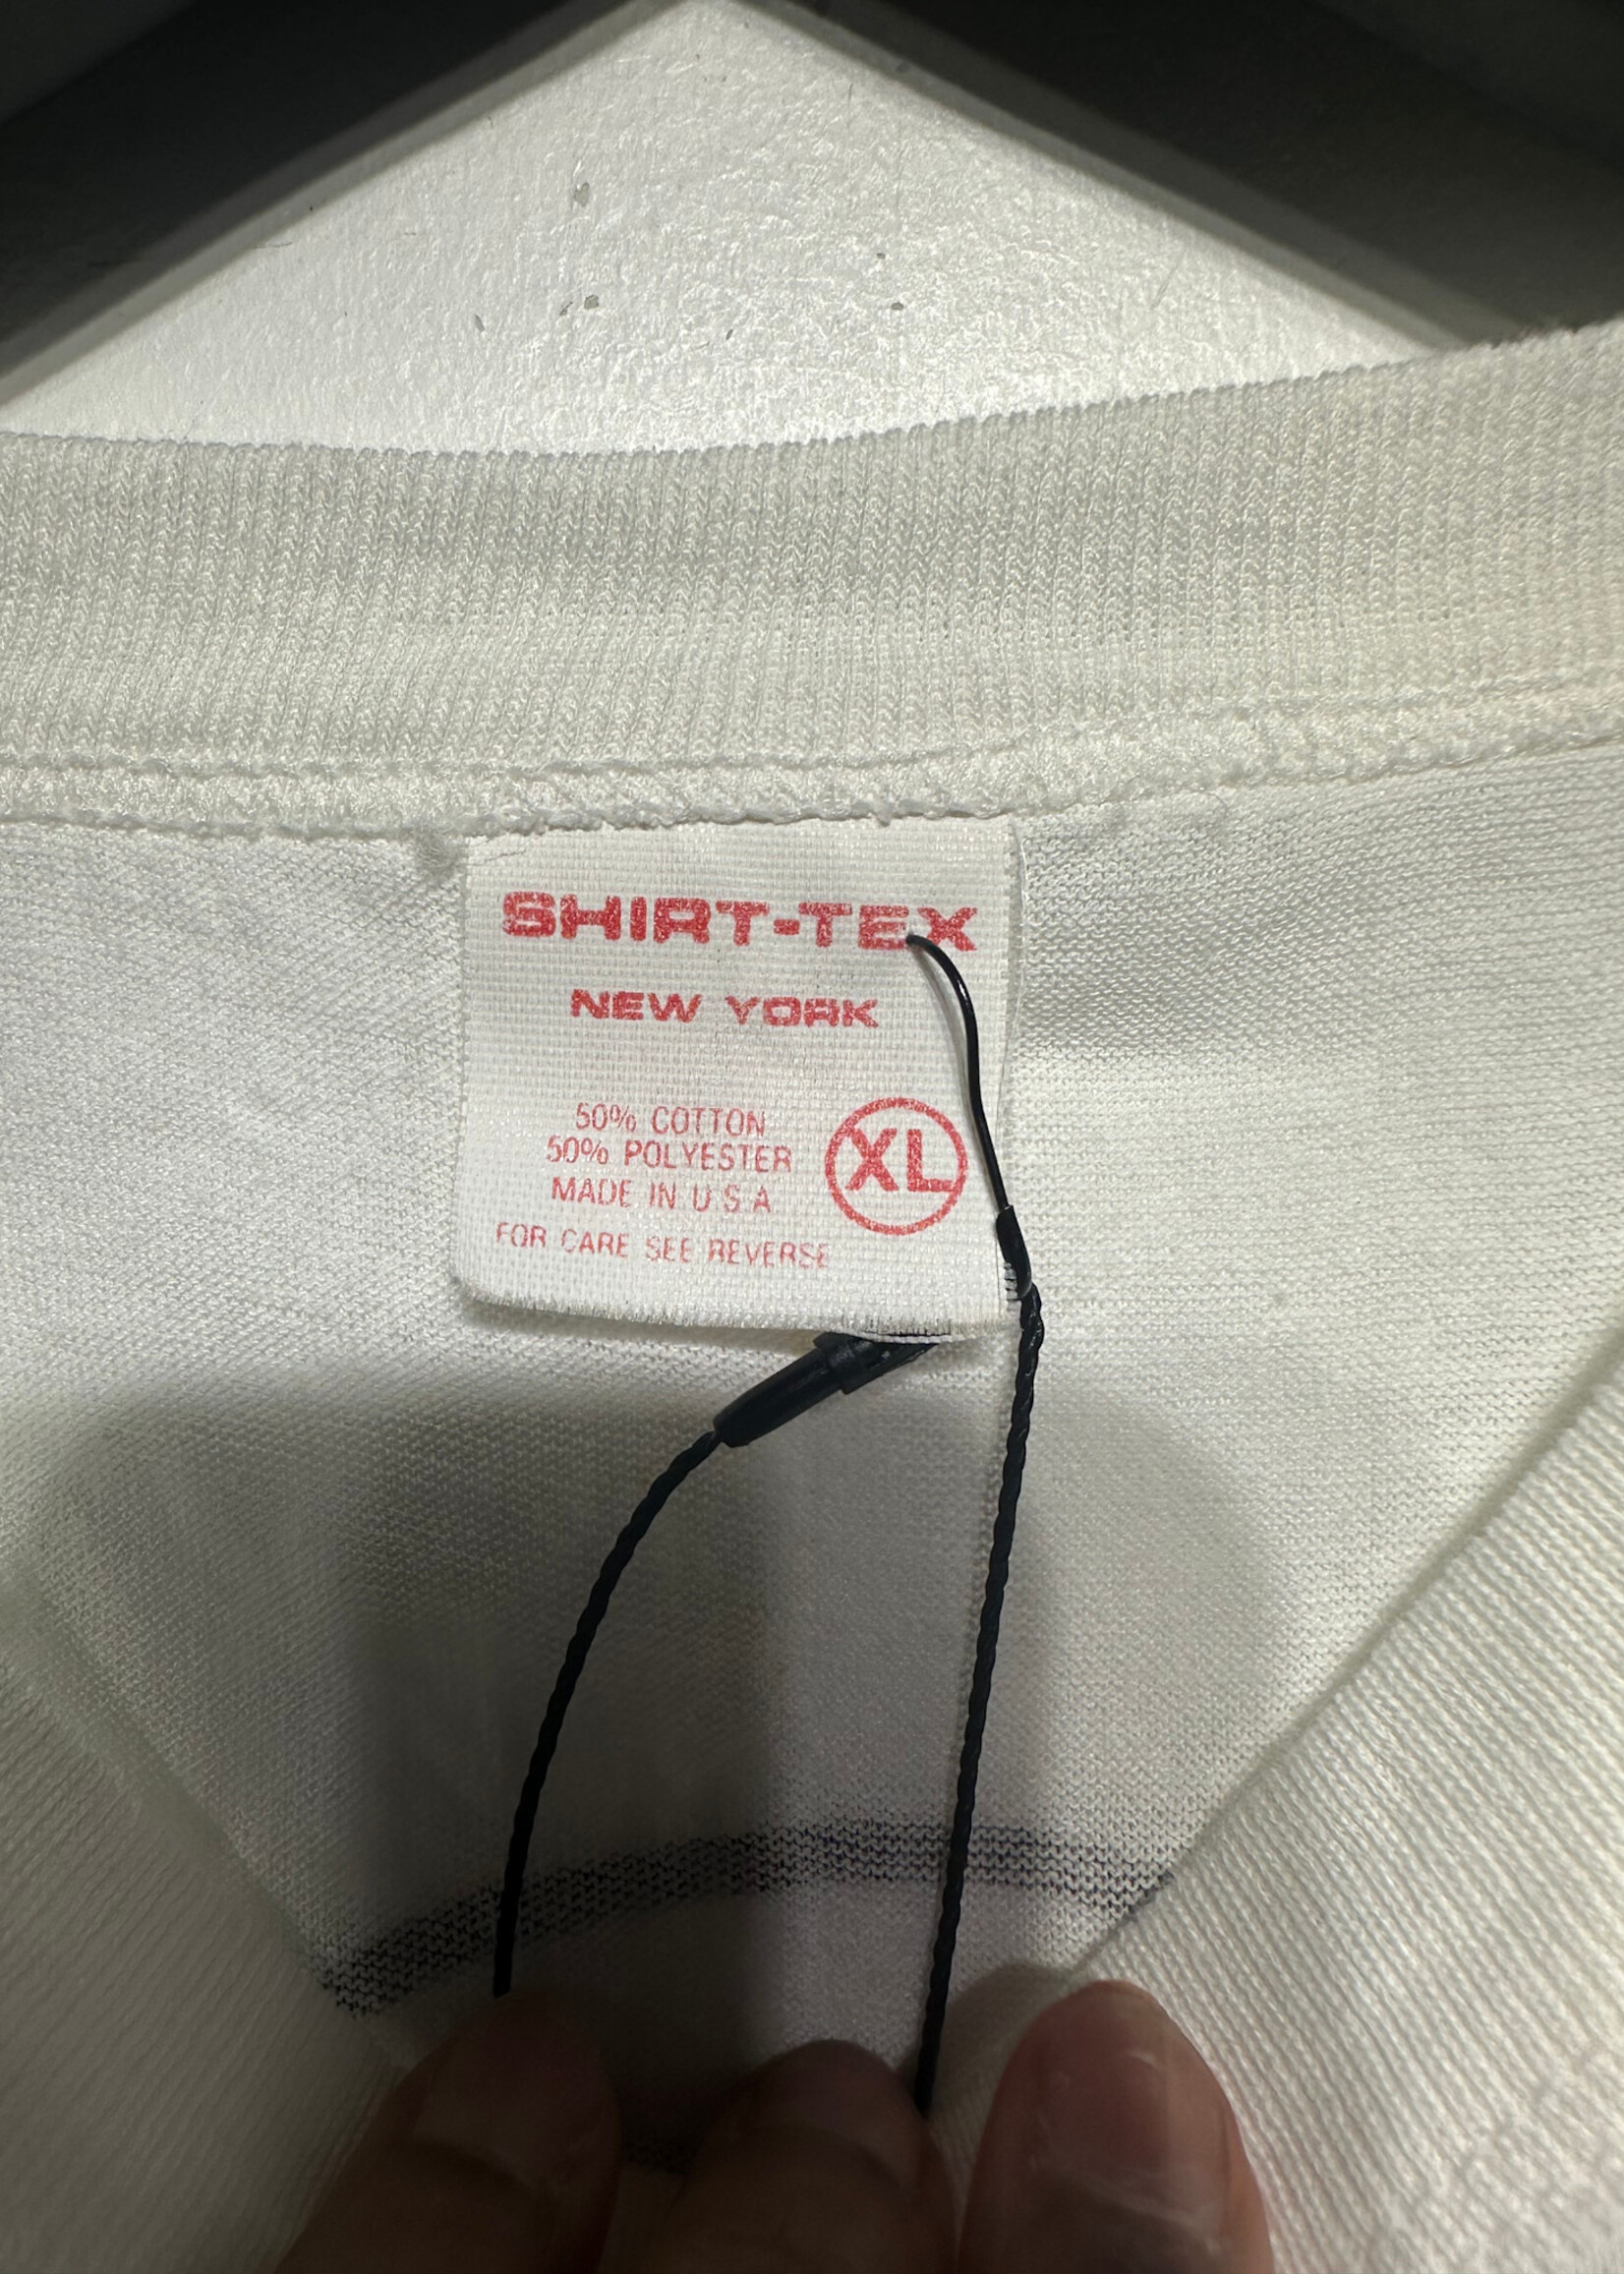 SHIRT-TEX
NEW YORK
50% COTTON
50% POLYESTER
MADE IN U.S.A
FOR CARE SEE REVERSE
XL